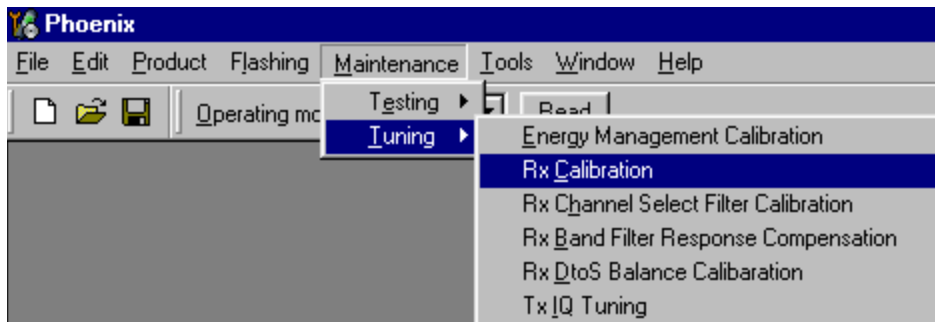 Phoenix
File Edit Product Flashing Maintenance Tools Window Help
Operating mo Read
Testing
Tuning
Energy Management Calibration
Rx Calibration
Rx Channel Select Filter Calibration
Rx Band Filter Response Compensation
Rx DtoS Balance Calibaration
Tx IQ Tuning